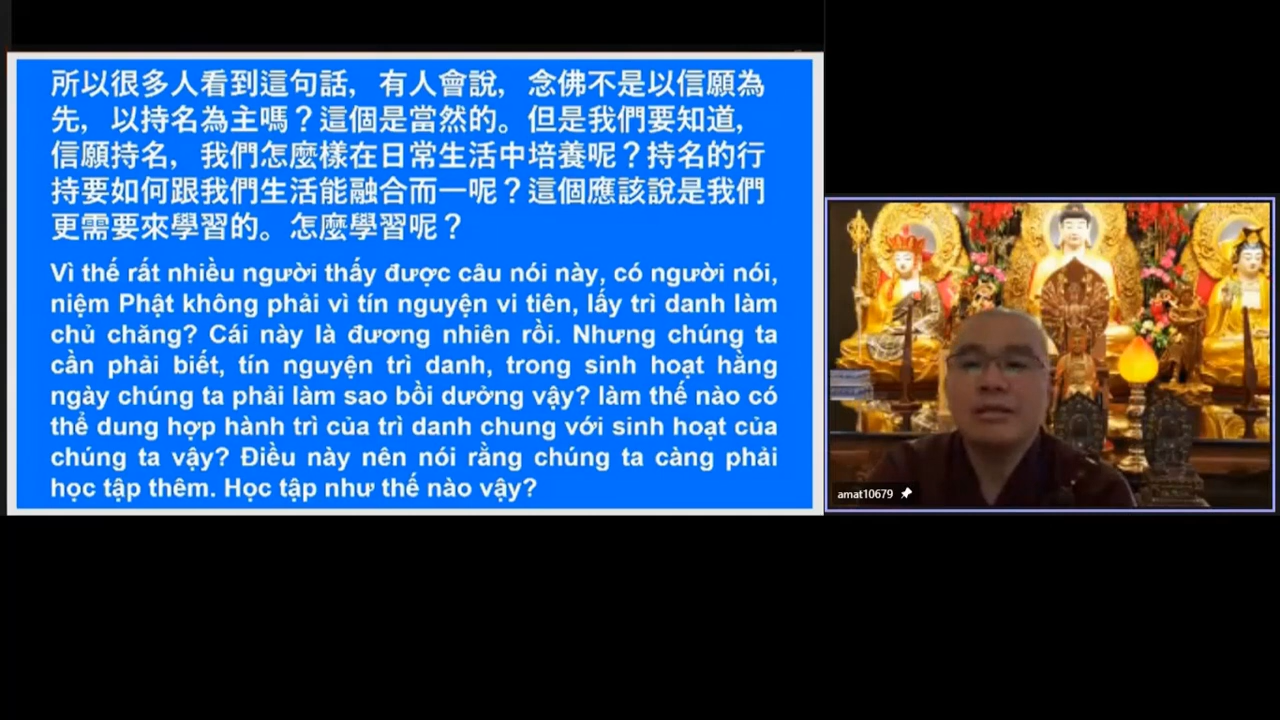 所以很多人看到這句話，有人會說，念佛不是以信願為
先，以持名為主嗎？這個是當然的。但是我們要知道，
信願持名，我們怎麼樣在日常生活中培養呢？持名的行
持要如何跟我們生活能融合而一呢？這個應該說是我們
更需要來學習的。怎麼學習呢？
Vì thế rất nhiều người thấy được câu nói này, có người nói,
niệm Phật không phải vì tín nguyện vi tiên, lấy trì danh làm
chủ chăng? Cái này là đương nhiên rồi. Nhưng chúng ta
cần phải biết, tín nguyện trì danh, trong sinh hoạt hằng
ngày chúng ta phải làm sao bồi dưởng vậy? làm thế nào có
thể dung hợp hành trì của trì danh chung với sinh hoạt của
chúng ta vậy? Điều này nên nói rằng chúng ta càng phải
học tập thêm. Học tập như thế nào vậy?
amat10679